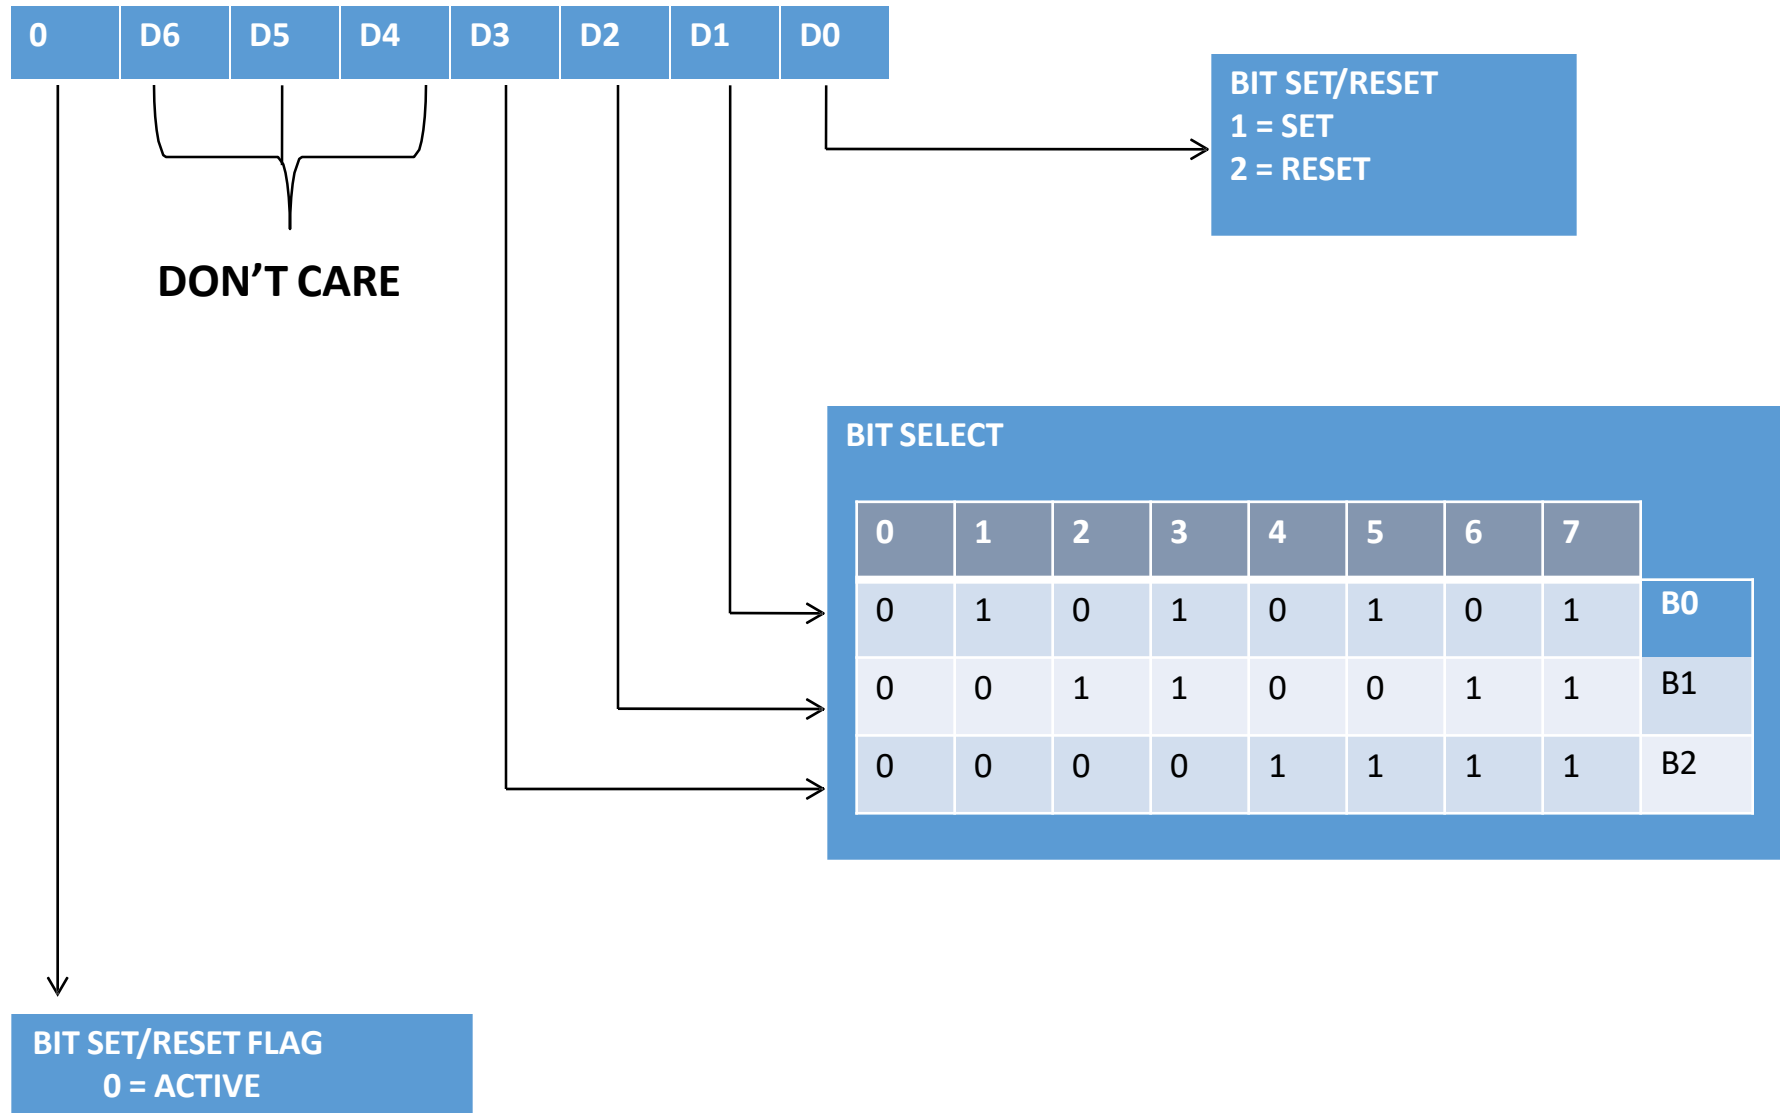 0 D6 D5 D4 D3 D2 D1 D0
BIT SET/RESET
1 = SET
2 = RESET
DON’T CARE
BIT SELECT
0 1 2 3 4 5 6 7
0 1 0 1 0 1 0 1 B0
0 0 1 1 0 0 1 1 B1
0 0 0 0 1 1 1 1 B2
BIT SET/RESET FLAG
0 = ACTIVE